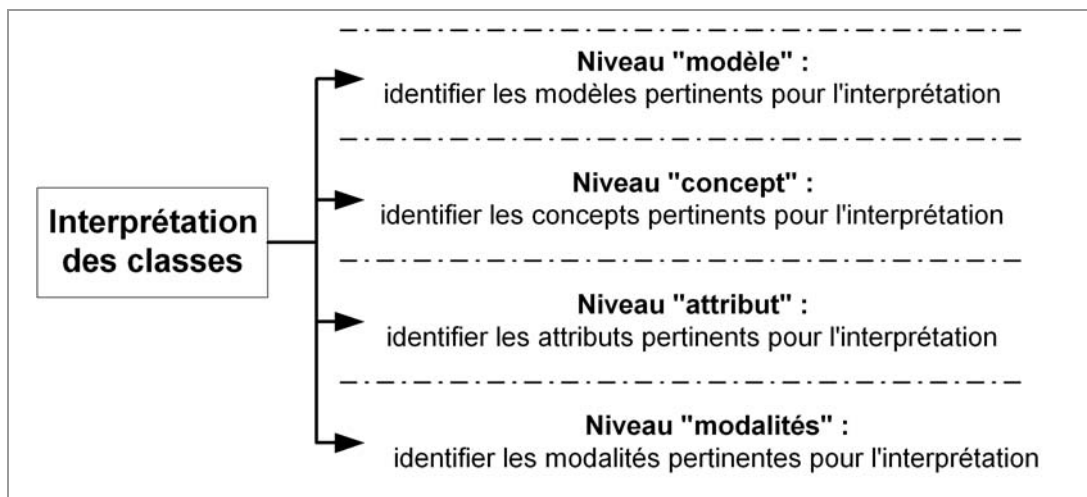 Interprétation
des classes
Niveau "modèle" :
identifier les modèles pertinents pour l'interprétation
Niveau "concept" :
identifier les concepts pertinents pour l'interprétation
Niveau "attribut" :
identifier les attributs pertinents pour l'interprétation
Niveau "modalités" :
identifier les modalités pertinentes pour l'interprétation